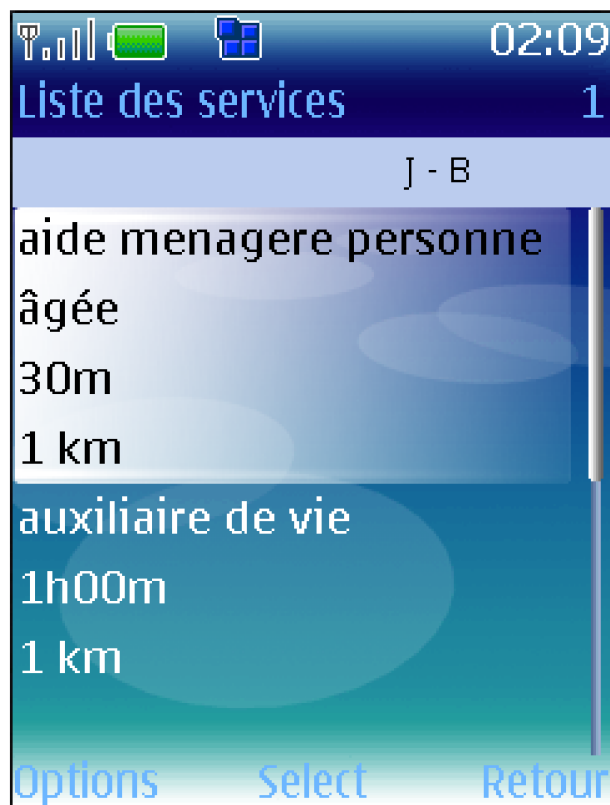 02:09
Liste des services 1
J - B
aide menagere personne
âgée
30m
1 km
auxiliaire de vie
1h00m
1 km
Options Select Retour